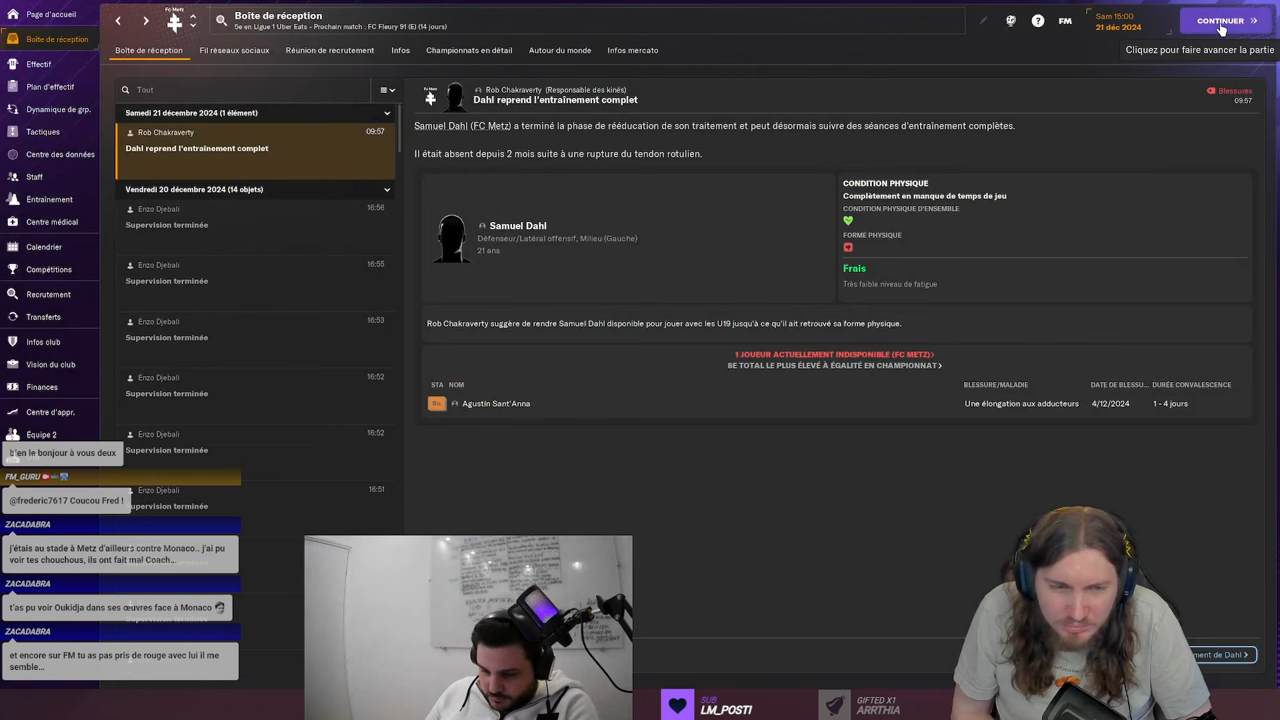 Page d'accueil
Boîte de réception
5e en Ligue 1 Uber Eats - Prochain match : FC Fleury 91 (E) (14 jours)
FM
Sam 15:00
21 déc 2024
CONTINUER
Cliquez pour faire avancer la partie
Boîte de réception
Effectif
Plan d'effectif
Dynamique de grp.
Tactiques
Centre des données
Staff
Entraînement
Centre médical
Calendrier
Compétitions
Recrutement
Transferts
Infos club
Vision du club
Finances
Centre d'appr.
Équipe 2
Boîte de réception
Fil réseaux sociaux
Réunion de recrutement
Infos
Championnats en détail
Autour du monde
Infos mercato
Tout
Samedi 21 décembre 2024 (1 élément)
Rob Chakraverty
09:57
Dahl reprend l'entraînement complet
Vendredi 20 décembre 2024 (14 objets)
Enzo Djebali
16:56
Supervision terminée
Enzo Djebali
16:55
Supervision terminée
Enzo Djebali
16:53
Supervision terminée
Enzo Djebali
16:52
Supervision terminée
Enzo Djebali
16:52
Supervision terminée
Enzo Djebali
16:51
Supervision terminée
Rob Chakraverty (Responsable des kinés)
Dahl reprend l'entraînement complet
Blessures
09:57
Samuel Dahl (FC Metz) a terminé la phase de rééducation de son traitement et peut désormais suivre des séances d'entraînement complètes.
Il était absent depuis 2 mois suite à une rupture du tendon rotulien.
Samuel Dahl
Défenseur/Latéral offensif, Milieu (Gauche)
21 ans
CONDITION PHYSIQUE
Complètement en manque de temps de jeu
CONDITION PHYSIQUE D'ENSEMBLE
FORME PHYSIQUE
Frais
Très faible niveau de fatigue
Rob Chakraverty suggère de rendre Samuel Dahl disponible pour jouer avec les U19 jusqu'à ce qu'il ait retrouvé sa forme physique.
1 JOUEUR ACTUELLEMENT INDISPONIBLE (FC METZ)
8E TOTAL LE PLUS ÉLEVÉ À ÉGALITÉ EN CHAMPIONNAT
STA NOM
BLESSURE/MALADIE
DATE DE BLESSU...
DURÉE CONVALESCENCE
Agustín Sant'Anna
Une élongation aux adducteurs
4/12/2024
1 - 4 jours
b'en le bonjour à vous deux
FM_GURU
@frederic7617 Coucou Fred !
ZACADABRA
j'étais au stade à Metz d'ailleurs contre Monaco.. j'ai pu
voir tes chouchous, ils ont fait mal Coach...
ZACADABRA
t'as pu voir Oukidja dans ses œuvres face à Monaco
ZACADABRA
et encore sur FM tu as pas pris de rouge avec lui il me
semble...
ment de Dahl
SUB
LM_POSTI
GIFTED X1
ARRTHIA